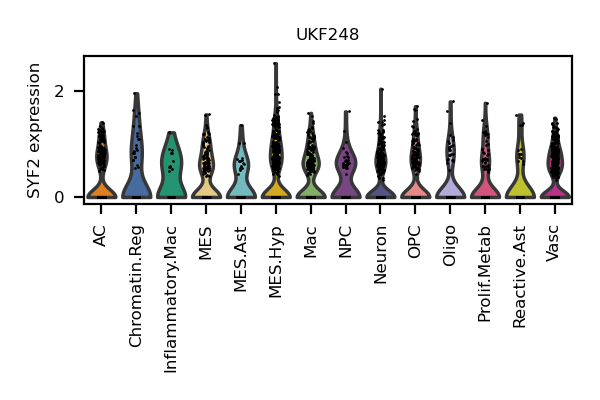 UKF248
SYF2 expression
2
0
AC
Chromatin.Reg
Inflammatory.Mac
MES
MES.Ast
MES.Hyp
Mac
NPC
Neuron
OPC
Oligo
Prolif.Metab
Reactive.Ast
Vasc